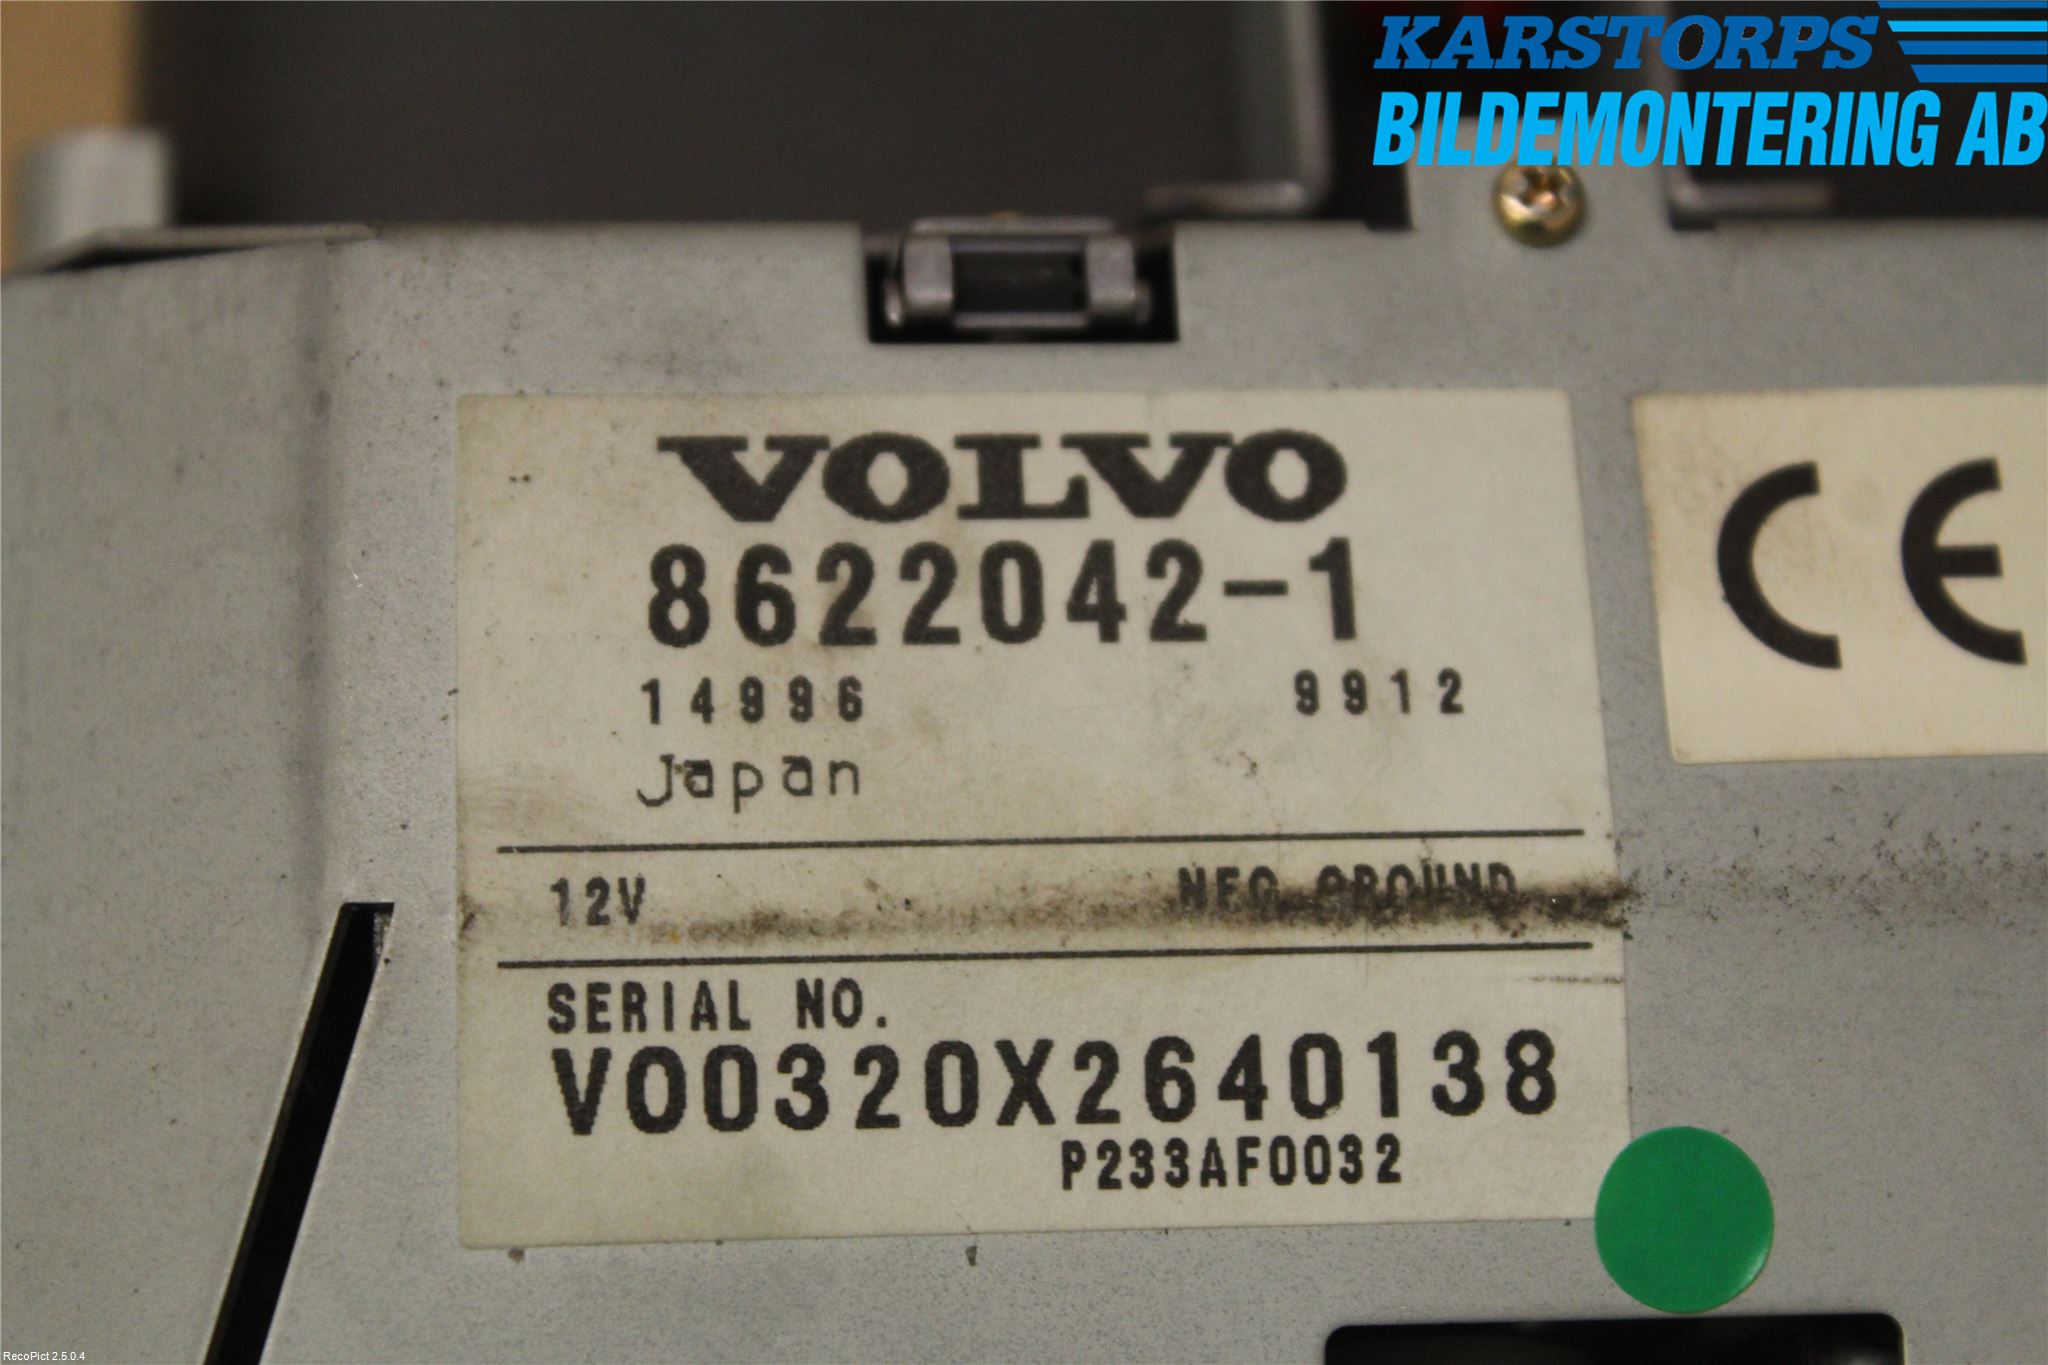 KARSTORPS
BILDEMONTERING AB
VOLVO
8622042-1
14996 9912
Japan
CE
12V NEG GROUND
SERIAL NO.
V00320X2640138
P233AF0032
RecoPict 2.5.0.4